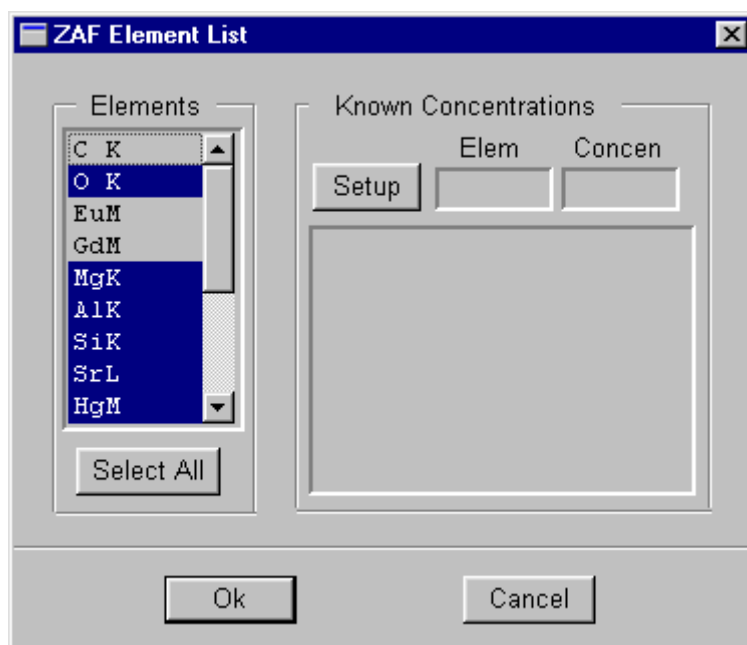 ZAF Element List
Elements
C K
O K
EuM
GdM
MgK
AlK
SiK
SrL
HgM
Select All
Known Concentrations
Elem Concen
Setup
Ok Cancel